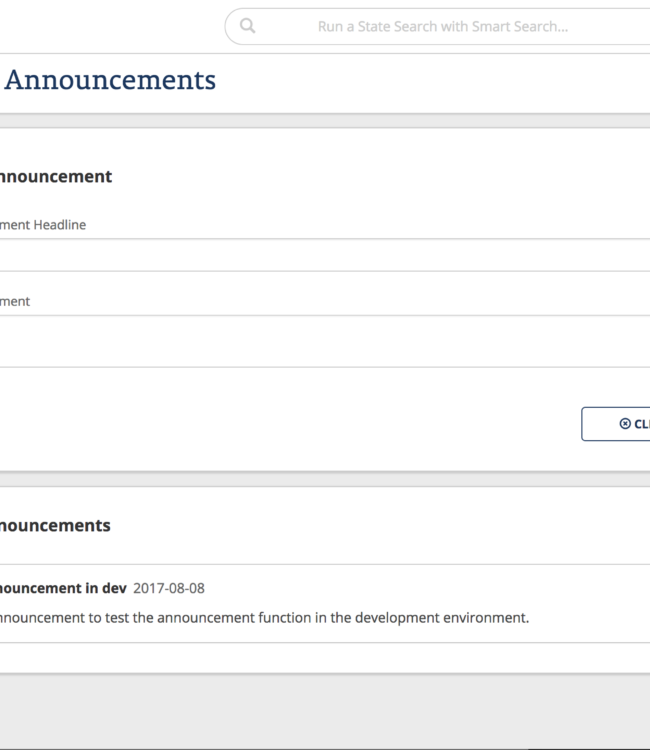 Run a State Search with Smart Search...
Announcements
nnouncement
ment Headline
ment
CL
nouncements
nouncement in dev 2017-08-08
nnouncement to test the announcement function in the development environment.